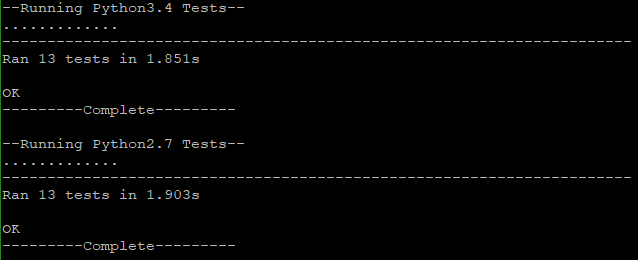 --Running Python3.4 Tests--
.............
----------------------------------------------------------------------
Ran 13 tests in 1.851s
OK
---------Complete---------
--Running Python2.7 Tests--
.............
----------------------------------------------------------------------
Ran 13 tests in 1.903s
OK
---------Complete---------